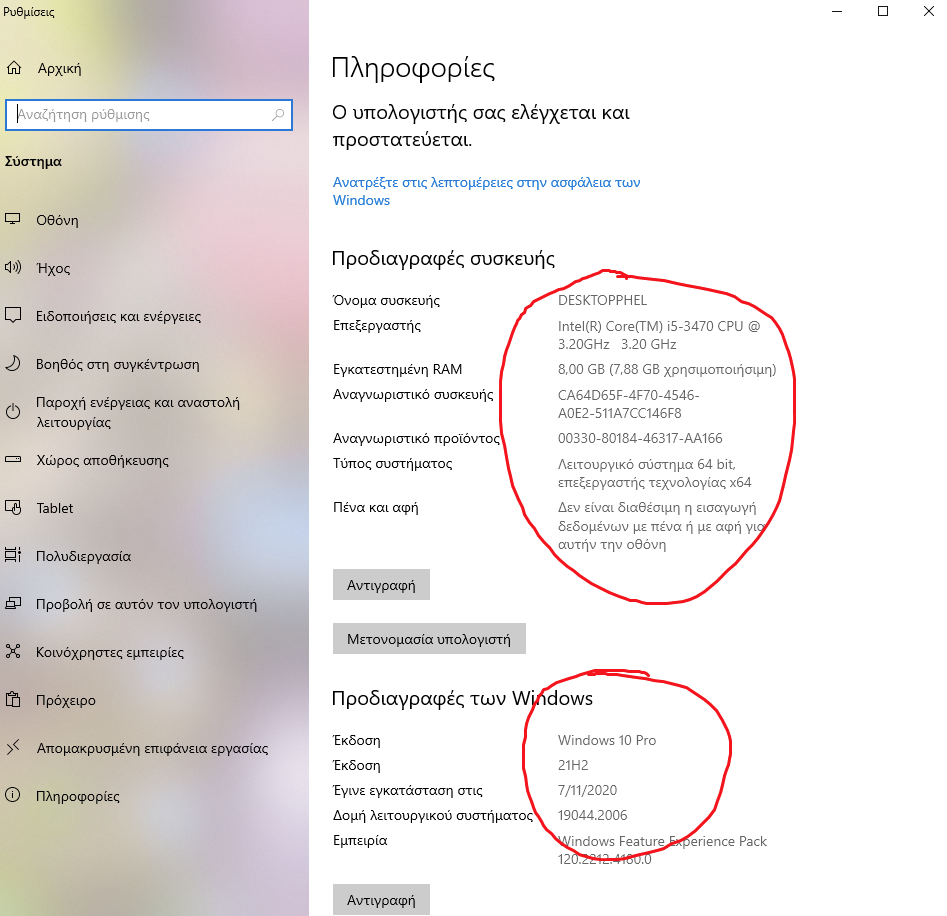 Ρυθμίσεις
Αρχική
Αναζήτηση ρύθμισης
Σύστημα
Οθόνη
Ήχος
Ειδοποιήσεις και ενέργειες
Βοηθός στη συγκέντρωση
Παροχή ενέργειας και αναστολή
λειτουργίας
Χώρος αποθήκευσης
Tablet
Πολυδιεργασία
Προβολή σε αυτόν τον υπολογιστή
Κοινόχρηστες εμπειρίες
Πρόχειρο
Απομακρυσμένη επιφάνεια εργασίας
Πληροφορίες
Πληροφορίες
Ο υπολογιστής σας ελέγχεται και
προστατεύεται.
Ανατρέξτε στις λεπτομέρειες στην ασφάλεια των
Windows
Προδιαγραφές συσκευής
Όνομα συσκευής DESKTOPPHEL
Επεξεργαστής Intel(R) Core(TM) i5-3470 CPU @
3.20GHz 3.20 GHz
Εγκατεστημένη RAM 8,00 GB (7,88 GB χρησιμοποιήσιμη)
Αναγνωριστικό συσκευής CA64D65F-4F70-4546-
A0E2-511A7CC146F8
Αναγνωριστικό προϊόντος 00330-80184-46317-AA166
Τύπος συστήματος Λειτουργικό σύστημα 64 bit,
επεξεργαστής τεχνολογίας x64
Πένα και αφή Δεν είναι διαθέσιμη η εισαγωγή
δεδομένων με πένα ή με αφή για
αυτήν την οθόνη
Αντιγραφή
Μετονομασία υπολογιστή
Προδιαγραφές των Windows
Έκδοση Windows 10 Pro
Έκδοση 21H2
Έγινε εγκατάσταση στις 7/11/2020
Δομή λειτουργικού συστήματος 19044.2006
Εμπειρία Windows Feature Experience Pack
120.2212.4180.0
Αντιγραφή